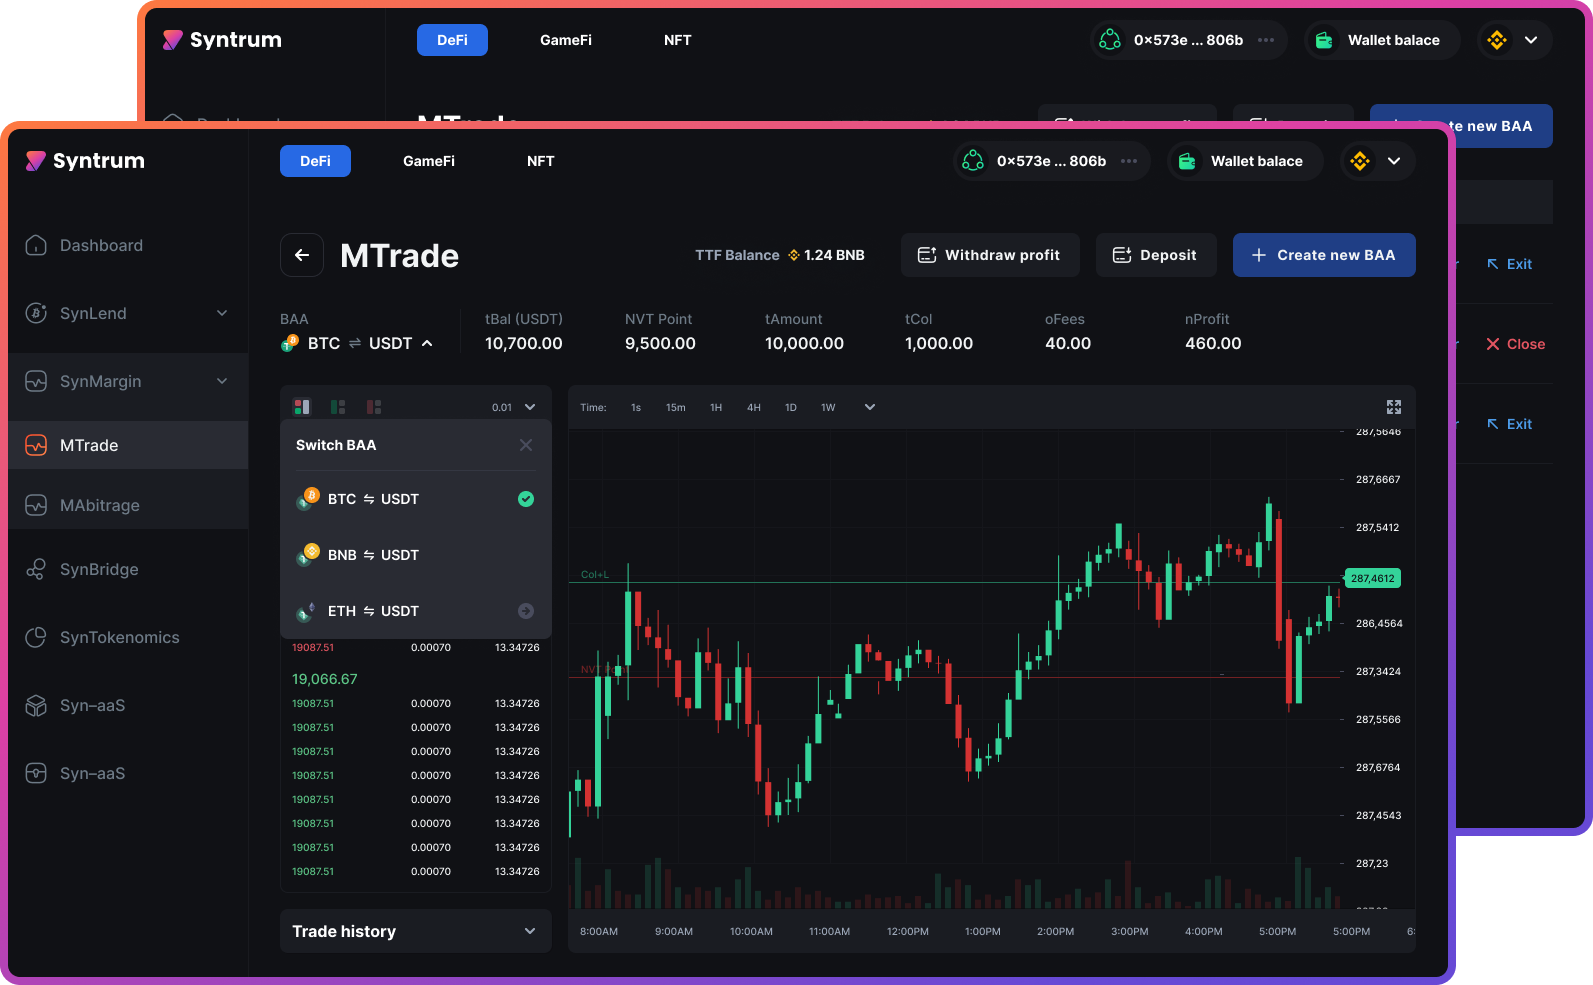 Syntrum
DeFi GameFi NFT
0x573e ... 806b
Wallet balace
Create new BAA
Exit
Close
Exit
Syntrum
DeFi GameFi NFT
0x573e ... 806b
Wallet balace
Dashboard
SynLend
SynMargin
MTrade
MAbitrage
SynBridge
SynTokenomics
Syn–aaS
Syn–aaS
MTrade
TTF Balance 1.24 BNB
Withdraw profit
Deposit
Create new BAA
BAA
BTC ⇌ USDT
tBal (USDT)
10,700.00
NVT Point
9,500.00
tAmount
10,000.00
tCol
1,000.00
oFees
40.00
nProfit
460.00
0.01
Switch BAA
BTC ⇋ USDT
BNB ⇋ USDT
ETH ⇋ USDT
19087.51 0.00070 13.34726
19,066.67
19087.51 0.00070 13.34726
19087.51 0.00070 13.34726
19087.51 0.00070 13.34726
19087.51 0.00070 13.34726
19087.51 0.00070 13.34726
19087.51 0.00070 13.34726
19087.51 0.00070 13.34726
19087.51 0.00070 13.34726
Trade history
Time: 1s 15m 1H 4H 1D 1W
287,5646
287,6667
287,5412
Col+L
287,4612
286,4564
NVT Point
287,3424
287,5566
287,6764
287,4543
287,23
8:00AM 9:00AM 10:00AM 11:00AM 12:00PM 1:00PM 2:00PM 3:00PM 4:00PM 5:00PM 5:00PM